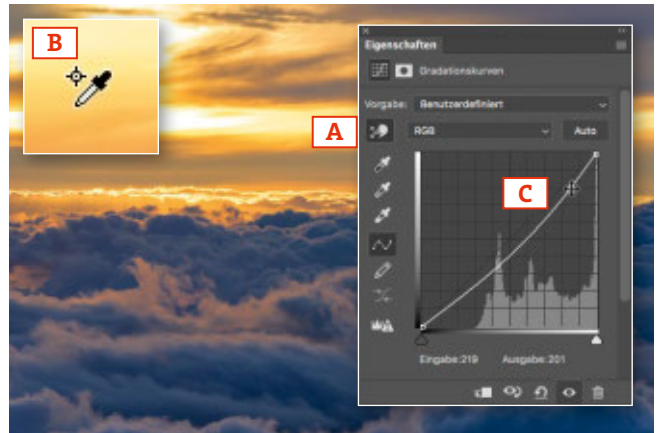 B
Eigenschaften
Gradationskurven
Vorgabe: Benutzerdefiniert
A
RGB Auto
C
Eingabe:219 Ausgabe:201